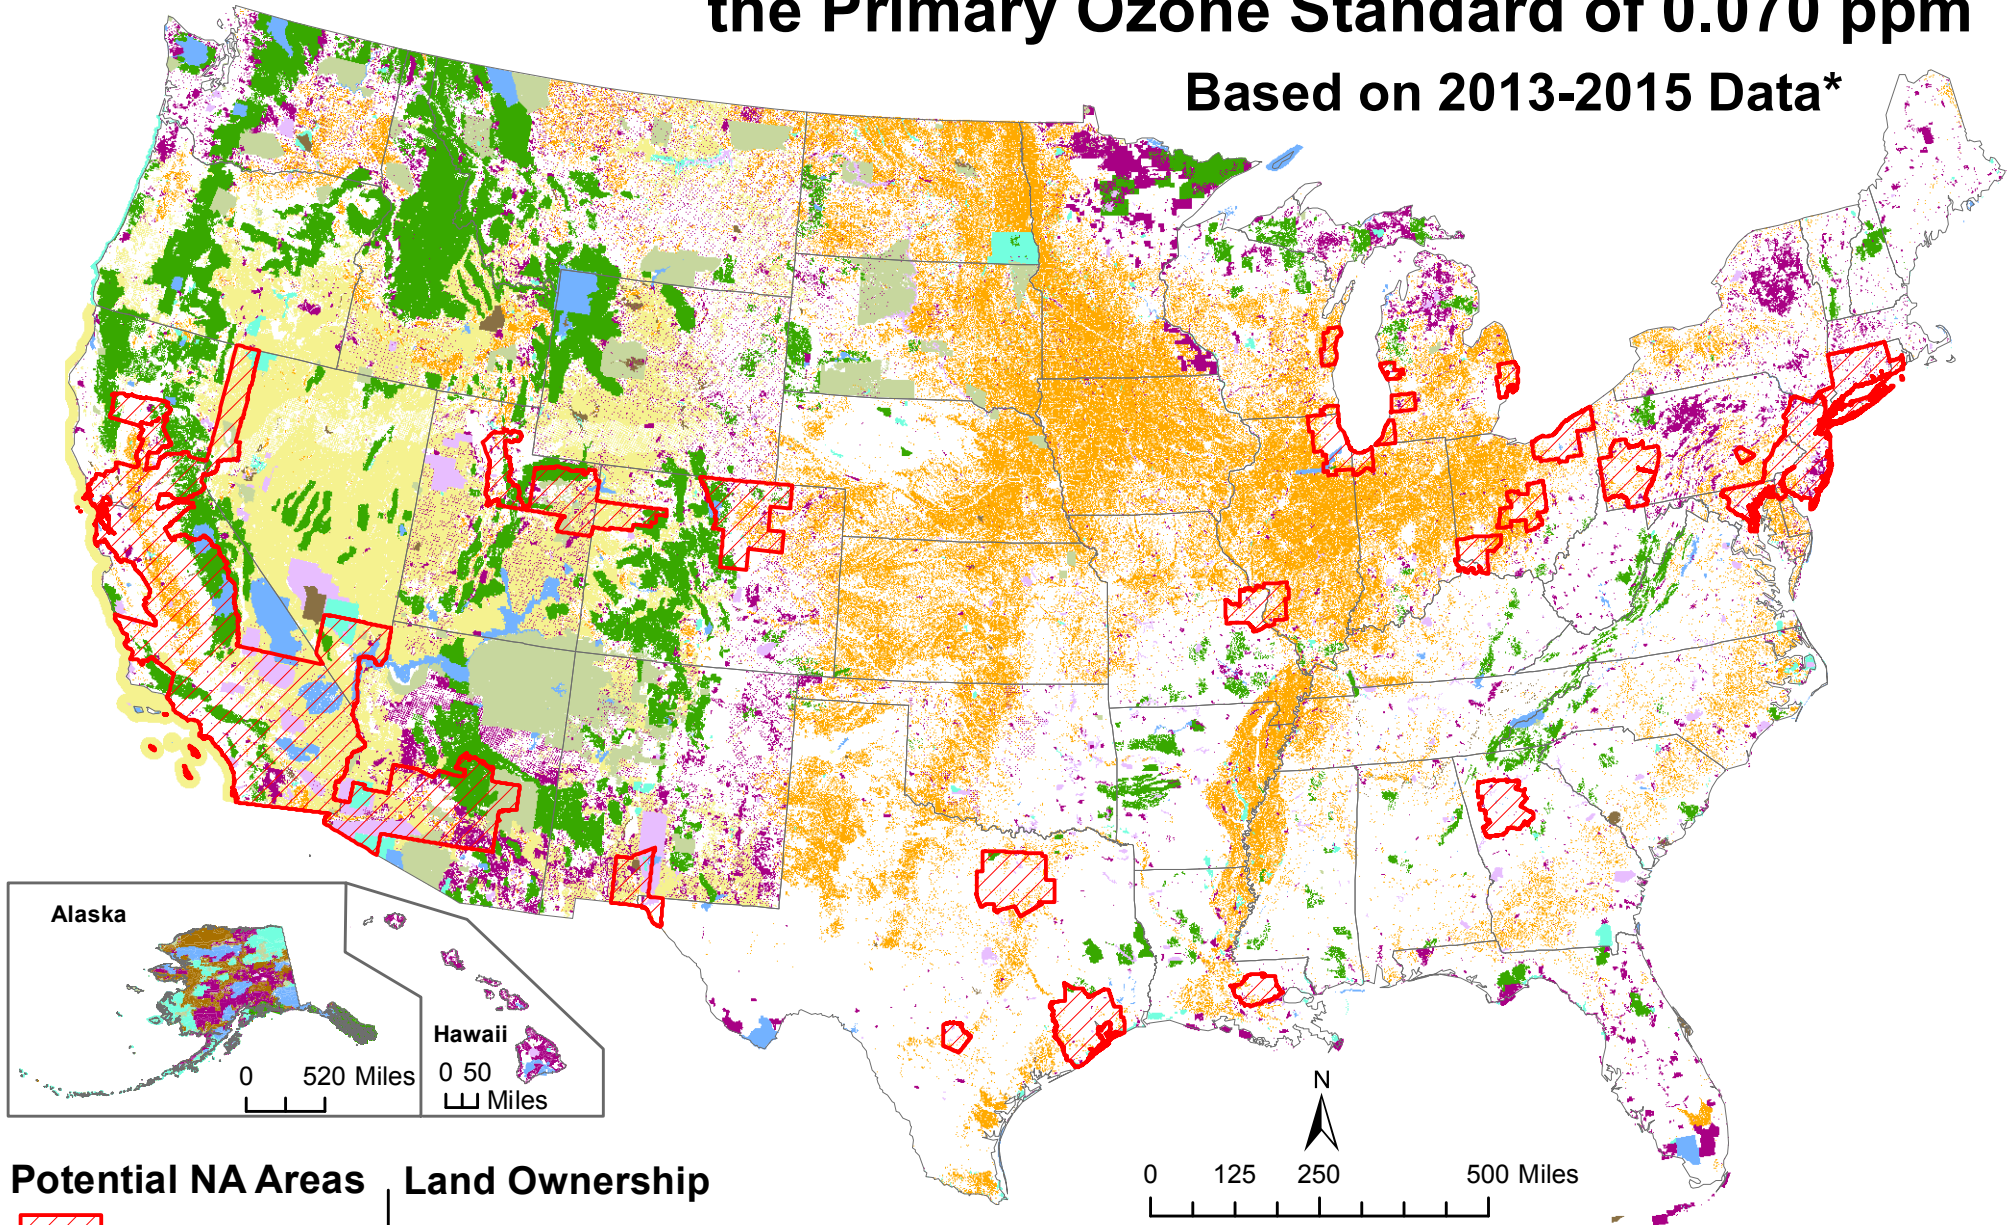 the Primary Ozone Standard of 0.070 ppm
Based on 2013-2015 Data*
Alaska
0 520 Miles
Hawaii
0 50
Miles
N
0 125 250 500 Miles
Potential NA Areas
Land Ownership